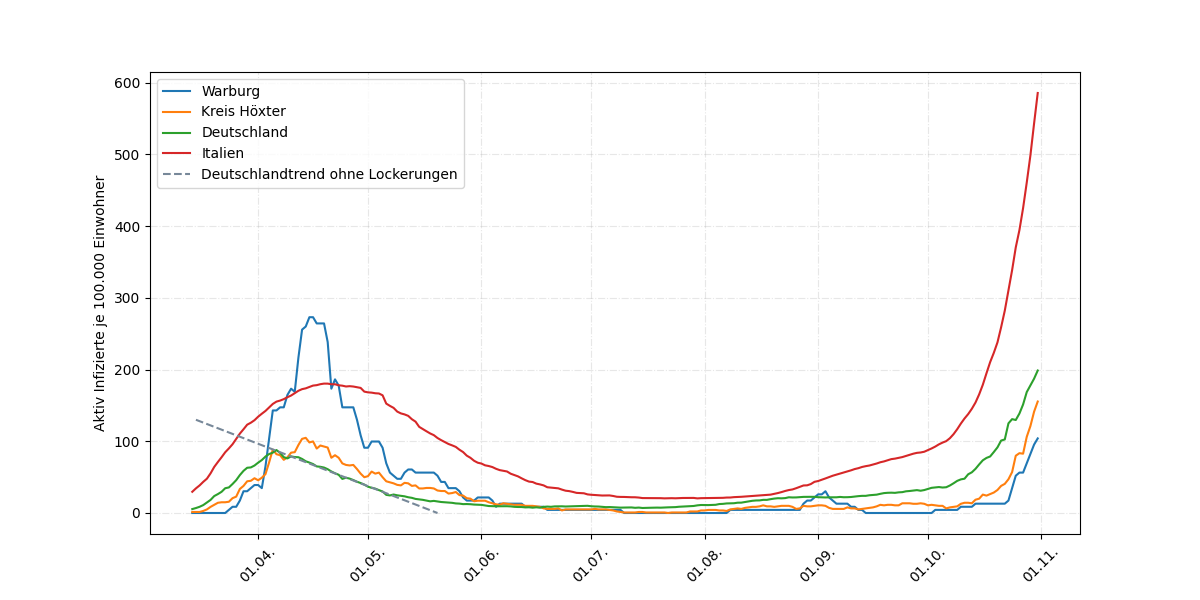 600
500
400
300
200
100
0
Aktiv Infizierte je 100.000 Einwohner
Warburg
Kreis Höxter
Deutschland
Italien
Deutschlandtrend ohne Lockerungen
01.04.
01.05.
01.06.
01.07.
01.08.
01.09.
01.10.
01.11.